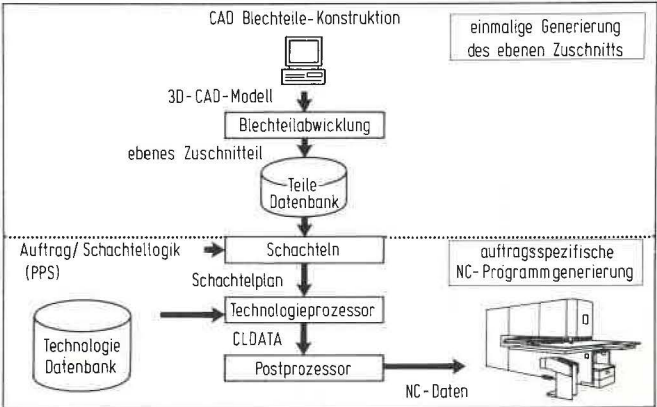 CAD Blechteile-Konstruktion
einmalige Generierung
des ebenen Zuschnitts
3D-CAD-Modell
Blechteilabwicklung
ebenes Zuschnitteil
Teile-
Datenbank
Auftrag/Schachtellogik
(PPS)
Schachteln
auftragsspezifische
NC-Programmgenerierung
Schachtelplan
Technologieprozessor
Technologie
Datenbank
CLDATA
Postprozessor
NC-Daten